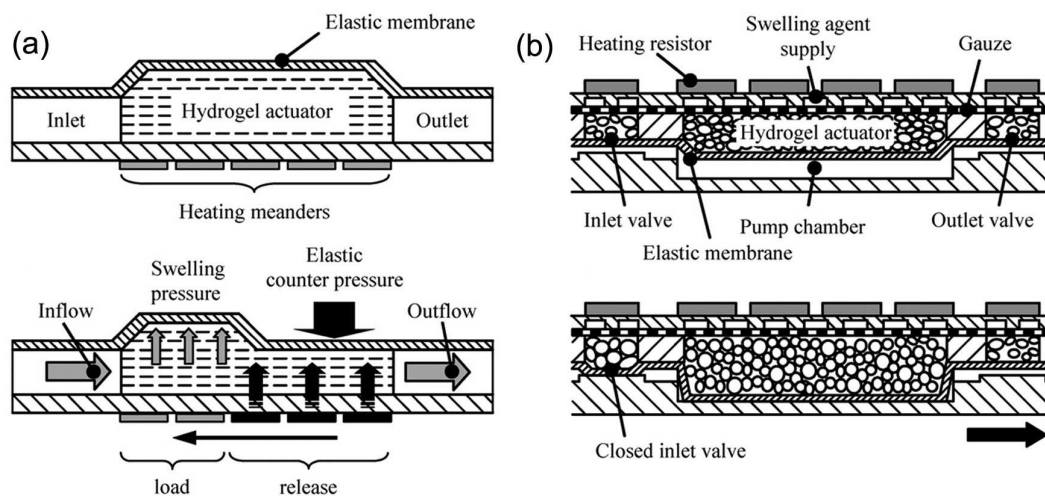 (a)
Elastic membrane
Inlet
Hydrogel actuator
Outlet
Heating meanders
Swelling
pressure
Elastic
counter pressure
Inflow
Outflow
load
release
(b)
Heating resistor
Swelling agent
supply
Gauze
Hydrogel actuator
Inlet valve
Pump chamber
Outlet valve
Elastic membrane
Closed inlet valve